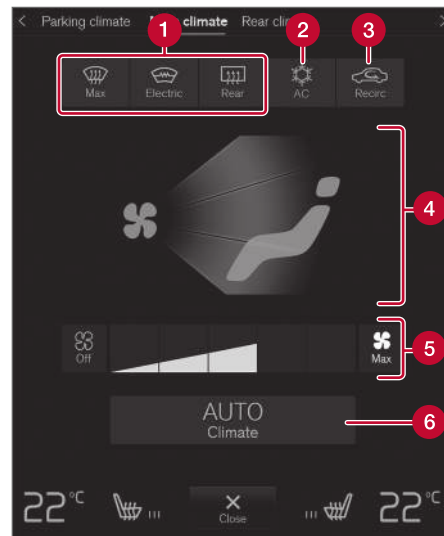 Parking climate climate Rear
1 2 3
Max Electric Rear AC Recirc
4
Off Max 5
AUTO 6
Climate
22°C Close 22°C